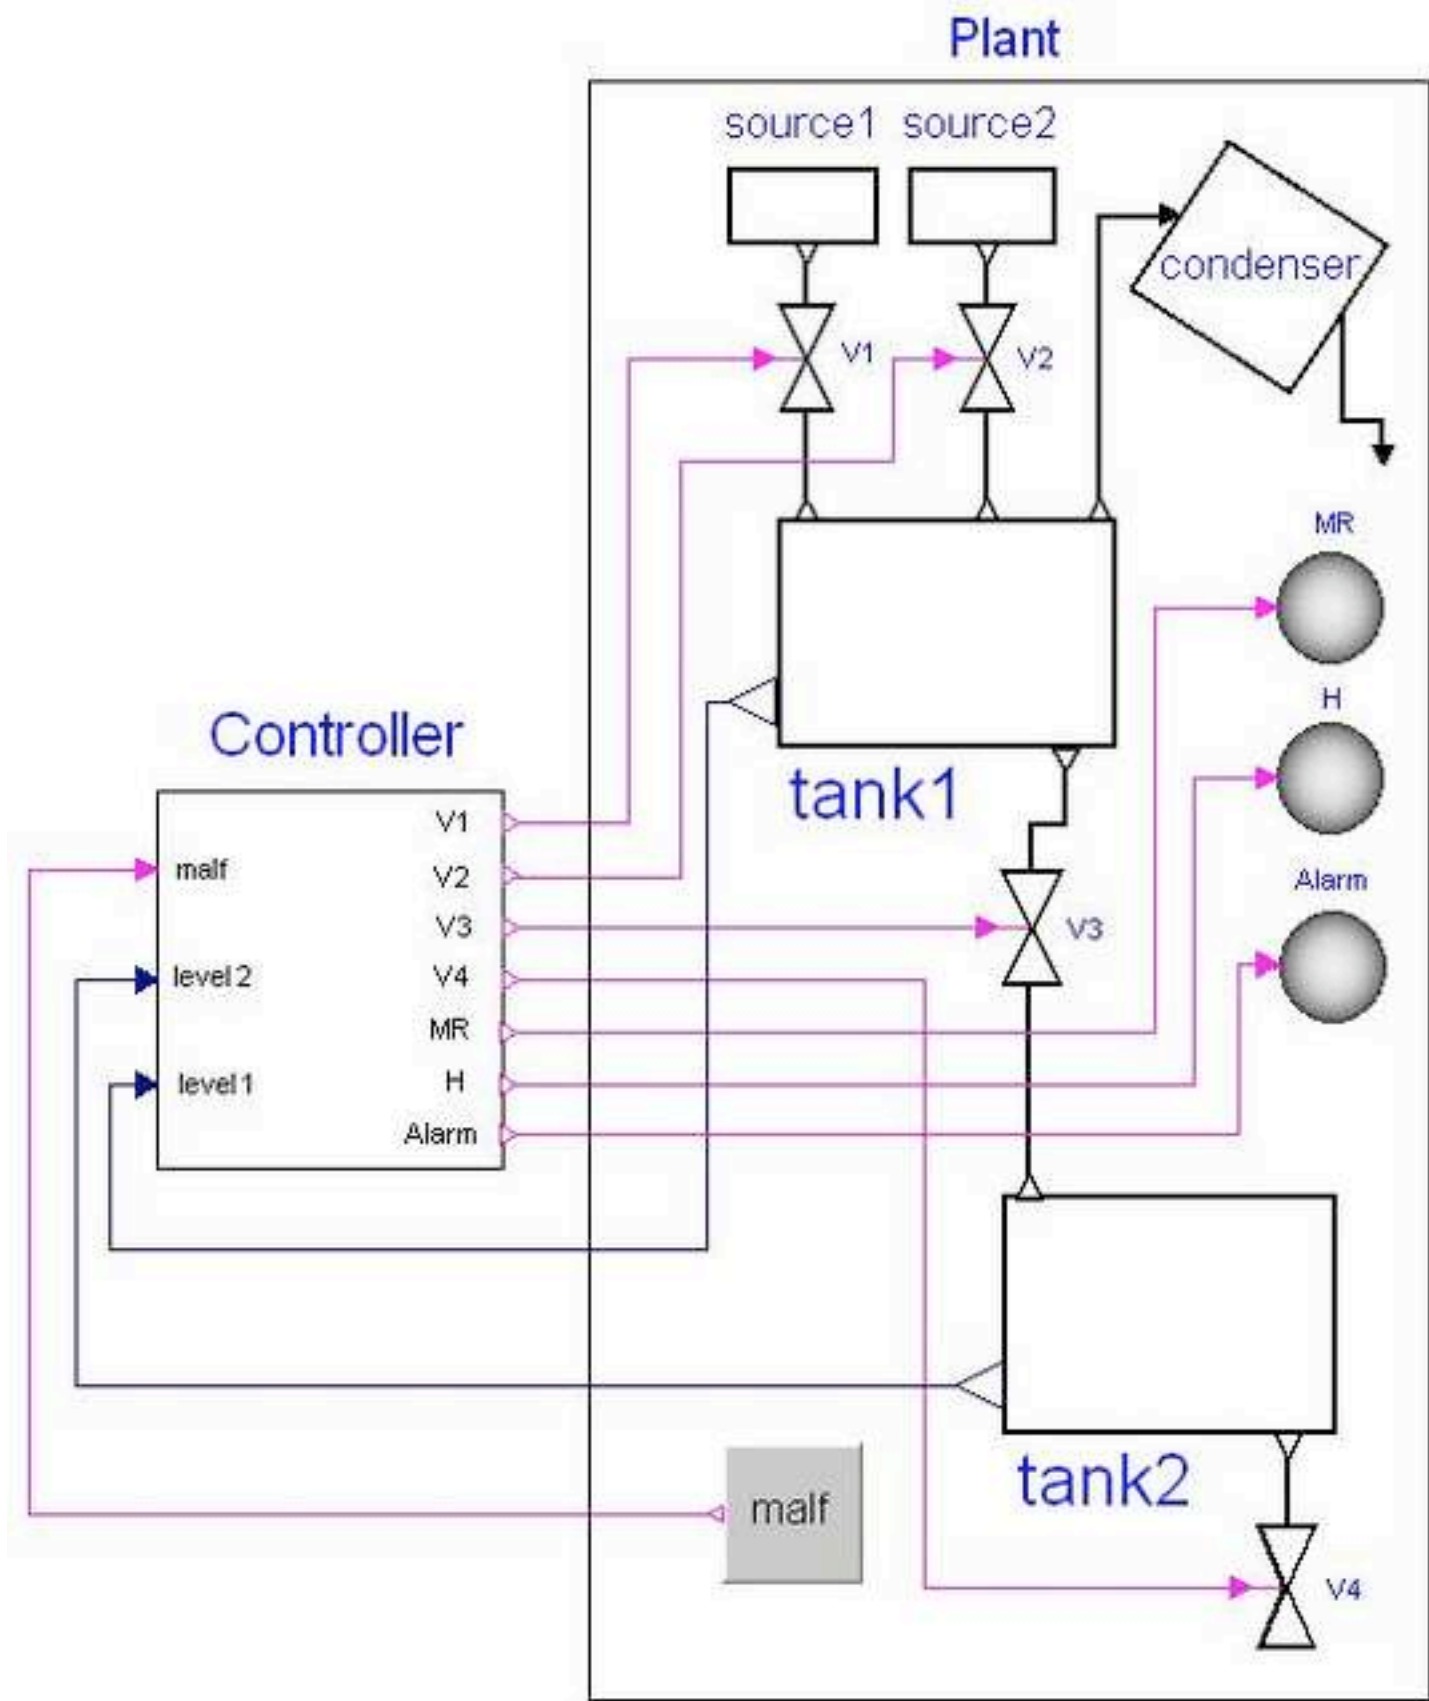 Plant
source1
source2
condenser
V1
V2
MR
H
Controller
tank1
V1
malf
V2
Alarm
V3
V3
level2
V4
MR
level1
H
Alarm
tank2
malf
V4